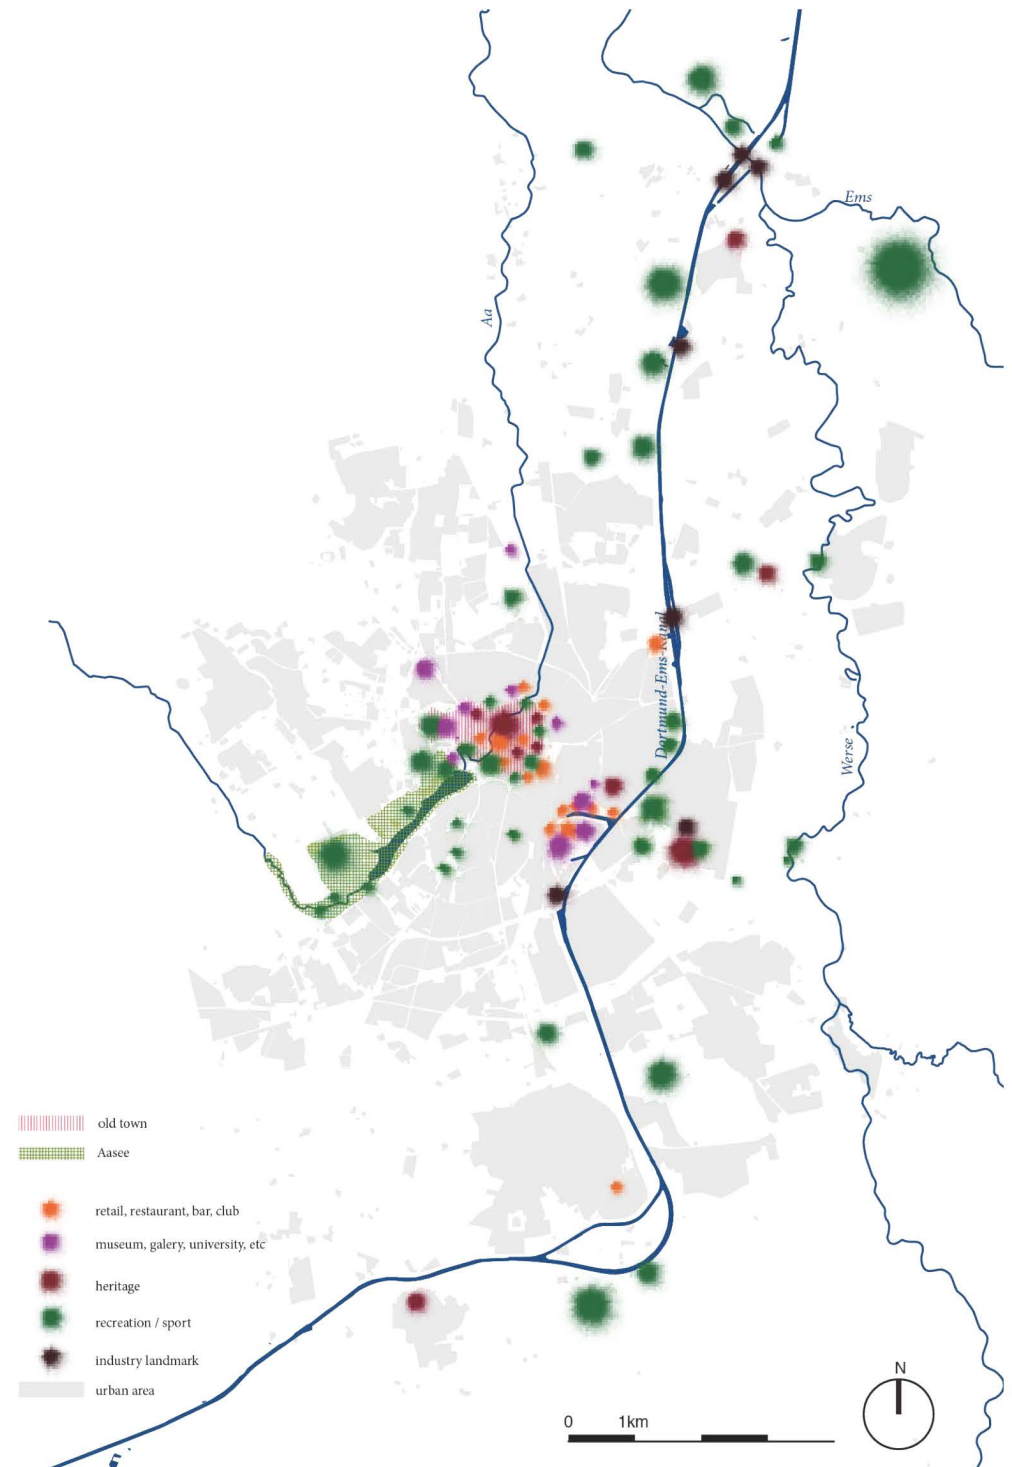 Ems
Aa
Dortmund-Ems-Kanal
Werse
old town
Aasee
retail, restaurant, bar, club
museum, galery, university, etc
heritage
recreation / sport
industry landmark
urban area
0 1km
N